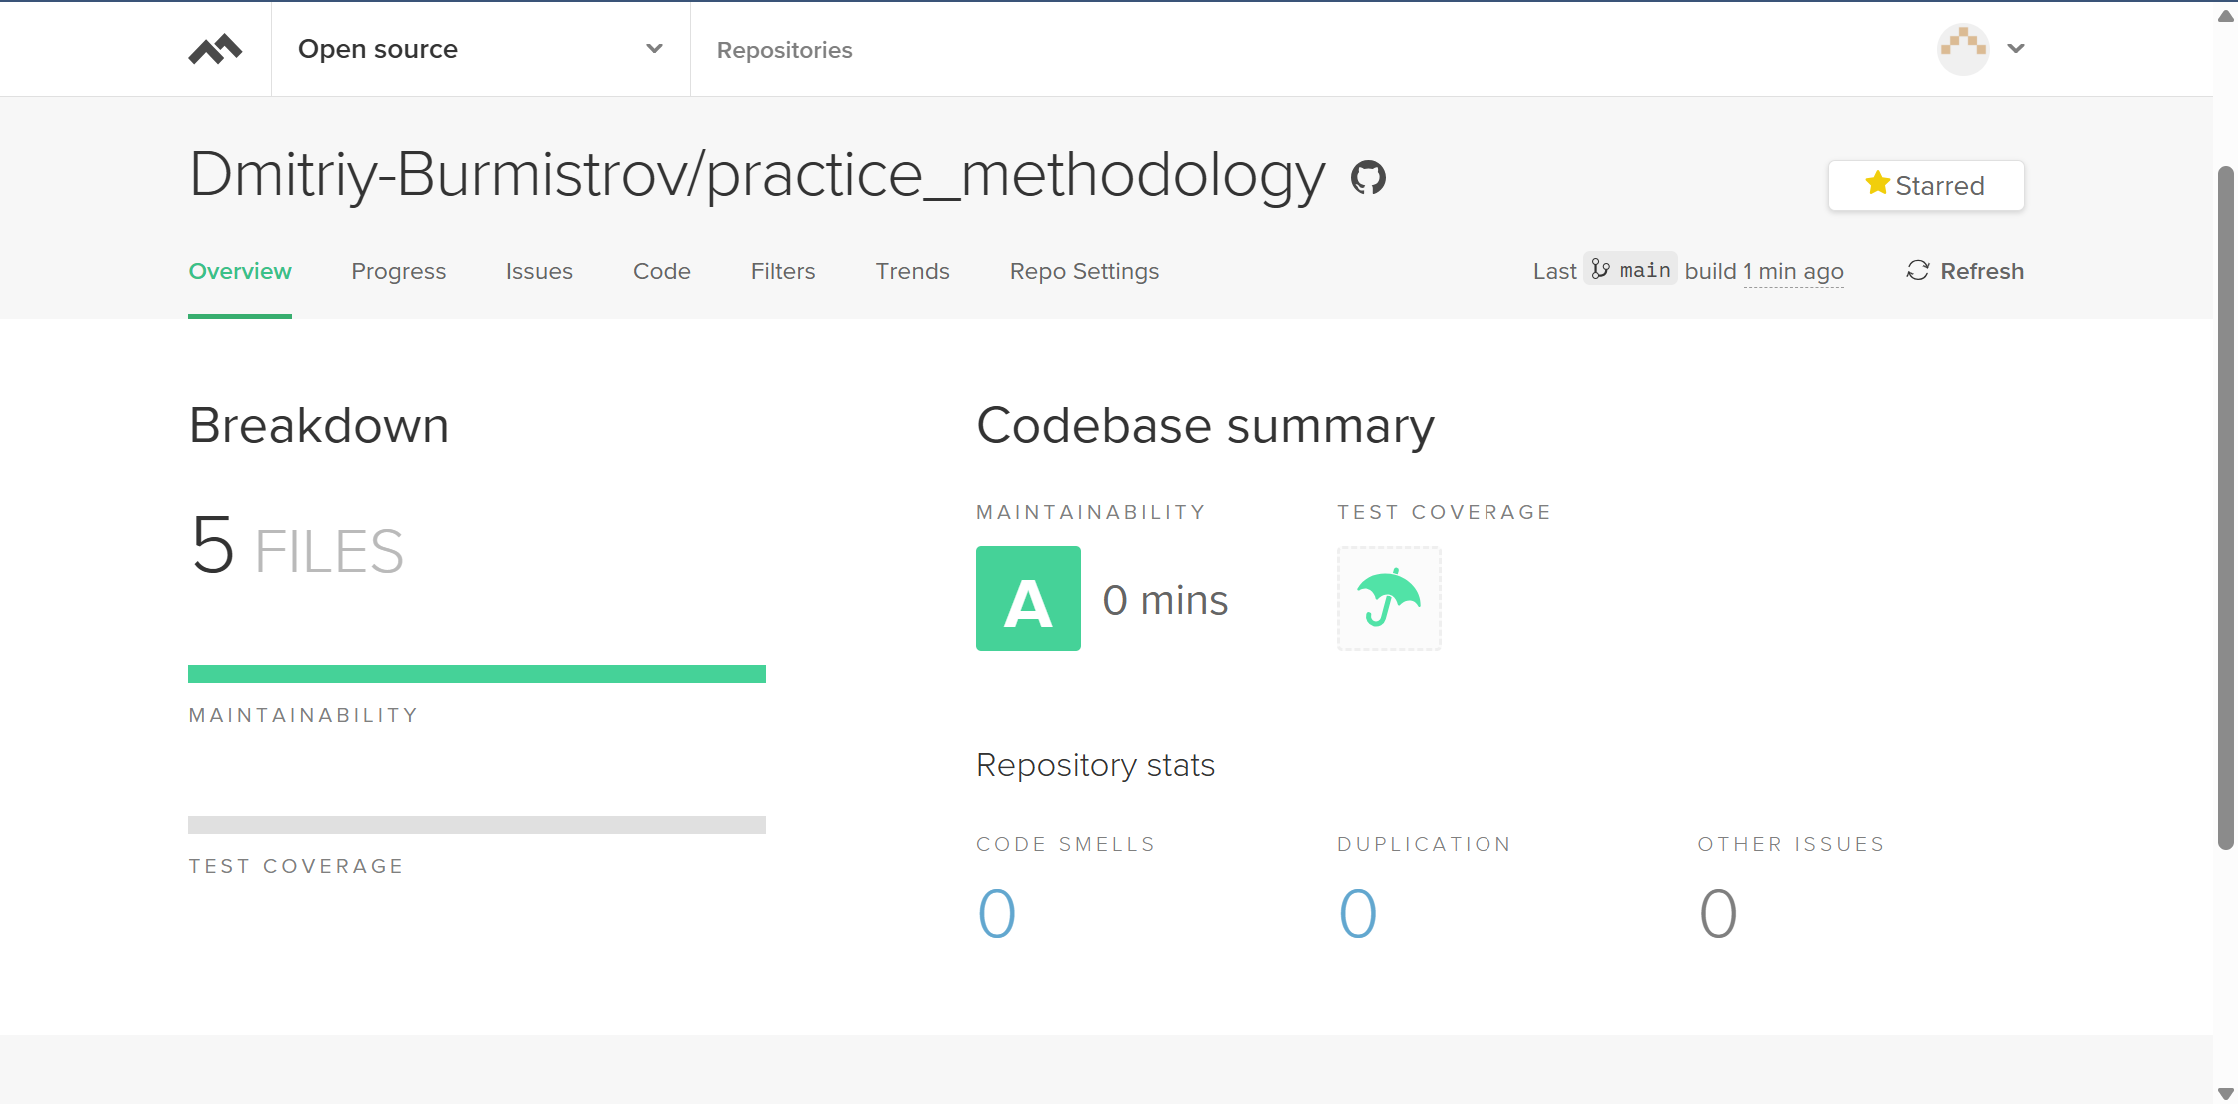 Open source
Repositories
Dmitriy-Burmistrov/practice_methodology
Starred
Overview Progress Issues Code Filters Trends Repo Settings
Last main build 1 min ago
Refresh
Breakdown
5 FILES
MAINTAINABILITY
TEST COVERAGE
Codebase summary
MAINTAINABILITY
TEST COVERAGE
A 0 mins
Repository stats
CODE SMELLS
DUPLICATION
OTHER ISSUES
0
0
0